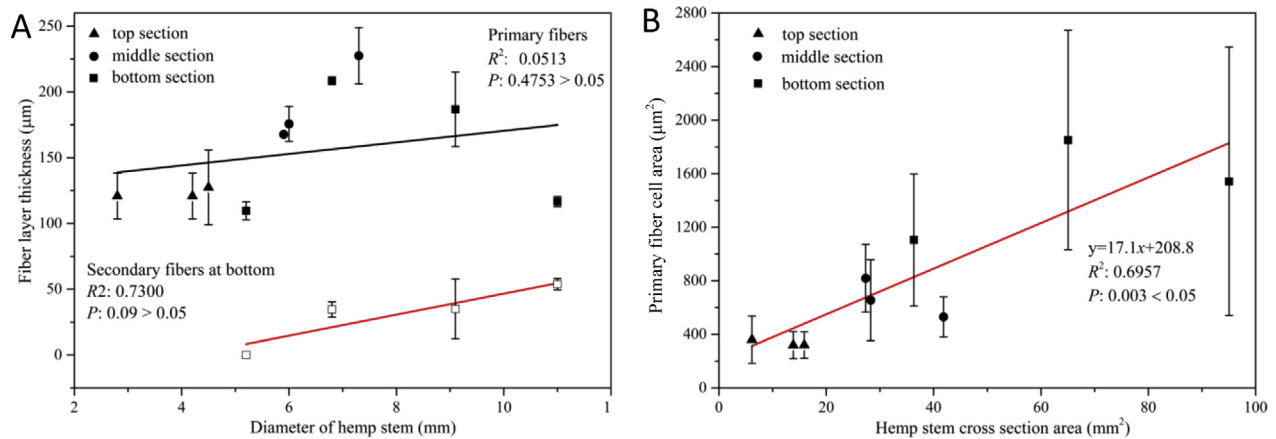 A
top section
middle section
bottom section
Primary fibers
R²: 0.0513
P: 0.4753 > 0.05
Secondary fibers at bottom
R2: 0.7300
P: 0.09 > 0.05
Fiber layer thickness (µm)
250
200
150
100
50
0
2
4
6
8
10
1
Diameter of hemp stem (mm)
B
top section
middle section
bottom section
y=17.1x+208.8
R²: 0.6957
P: 0.003 < 0.05
Primary fiber cell area (µm²)
2800
2400
2000
1600
1200
800
400
0
0
20
40
60
80
100
Hemp stem cross section area (mm²)